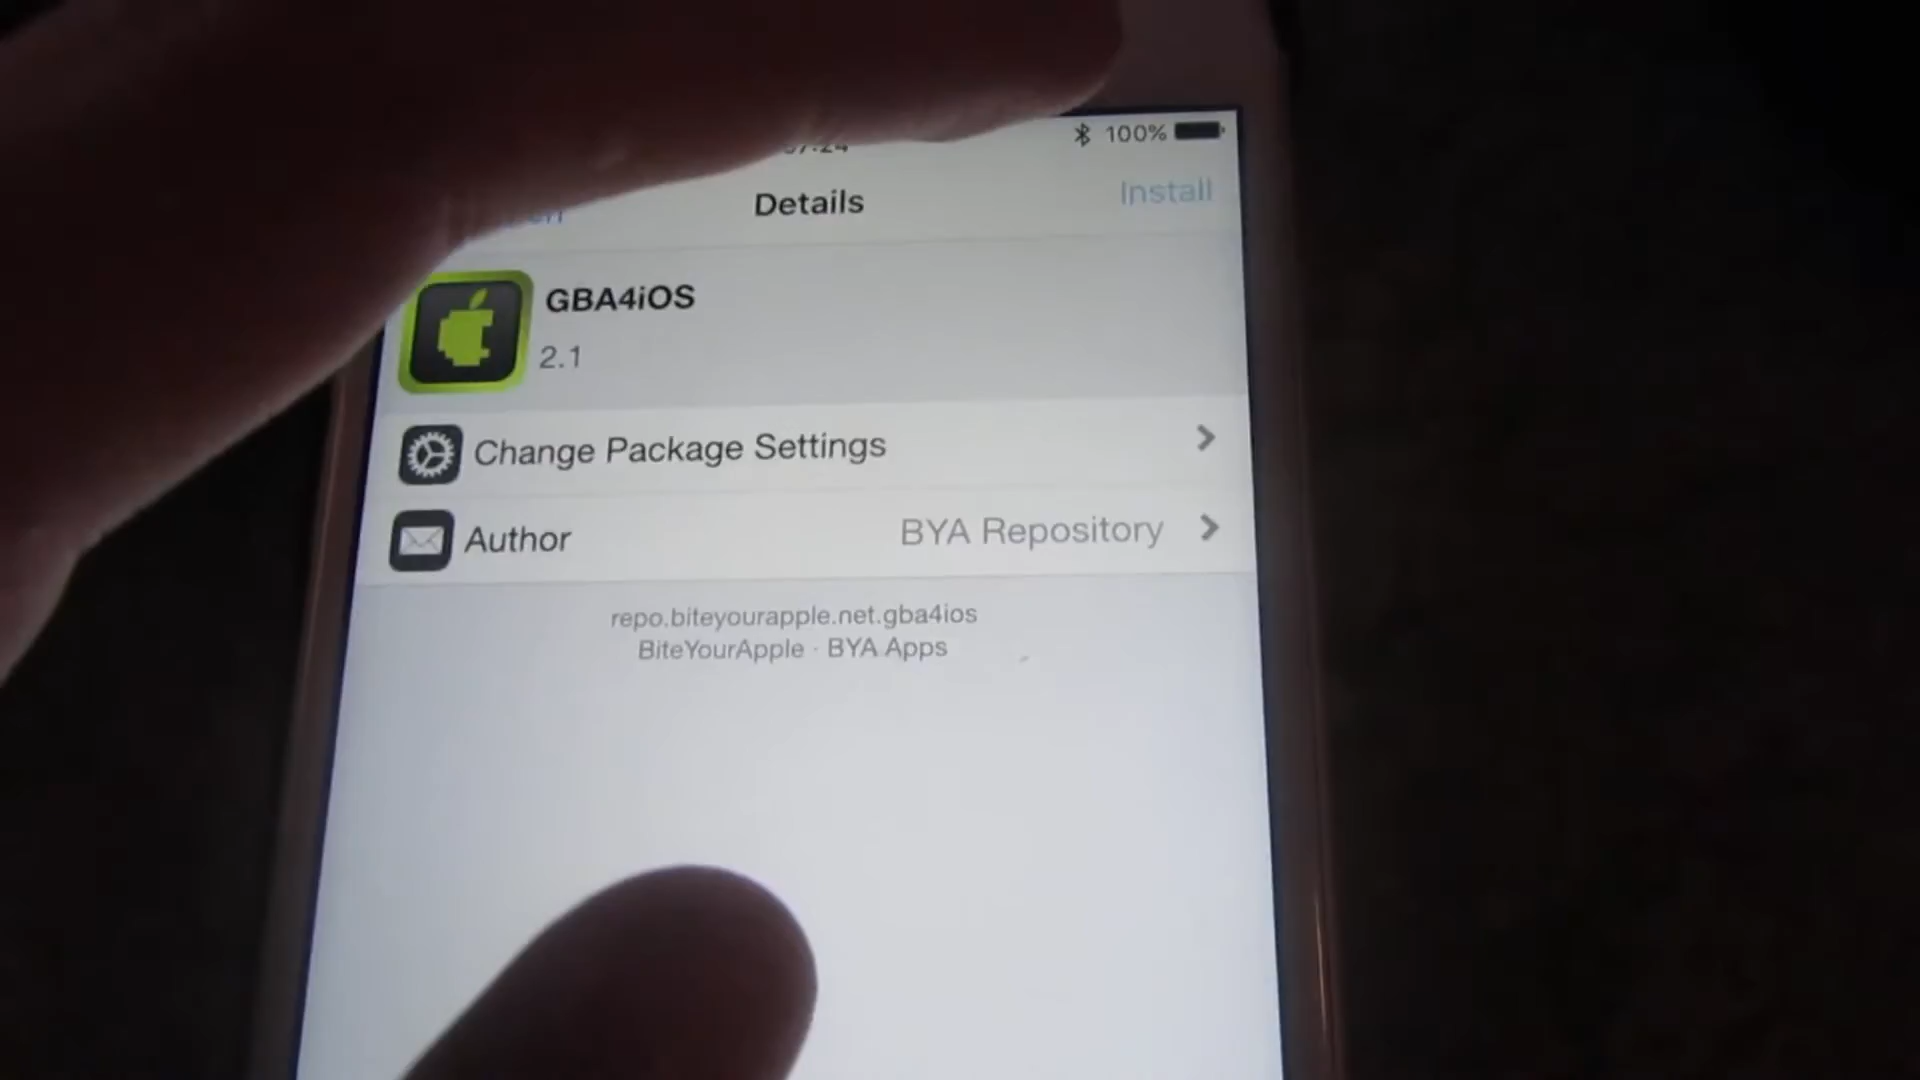 100%
Details
Install
GBA4iOS
2.1
Change Package Settings
Author
BYA Repository
repo.biteyourapple.net.gba4ios
BiteYourApple · BYA Apps